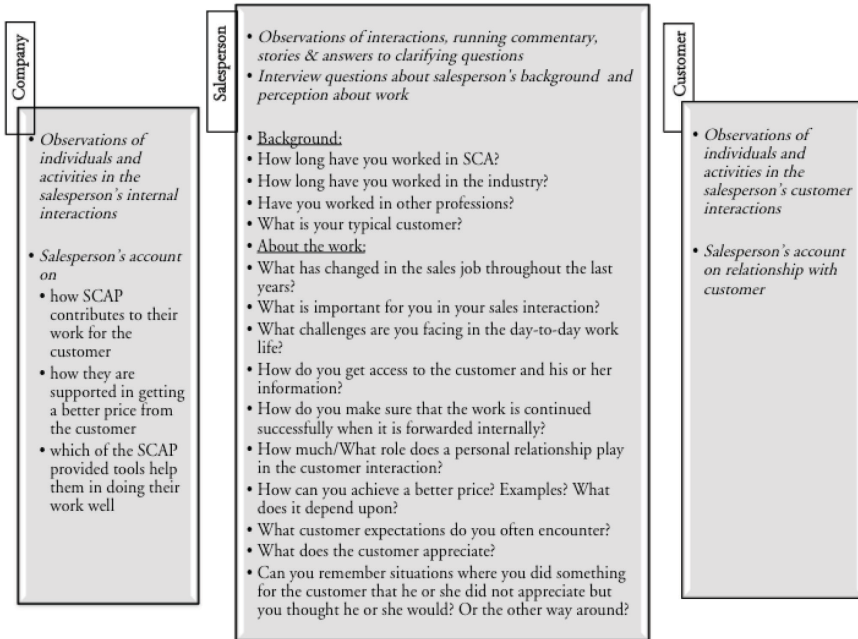 Company
• Observations of
individuals and
activities in the
salesperson's internal
interactions
• Salesperson's account
on
• how SCAP
contributes to their
work for the
customer
• how they are
supported in getting
a better price from
the customer
• which of the SCAP
provided tools help
them in doing their
work well
Salesperson
• Observations of interactions, running commentary,
stories & answers to clarifying questions
• Interview questions about salesperson's background and
perception about work
• Background:
• How long have you worked in SCA?
• How long have you worked in the industry?
• Have you worked in other professions?
• What is your typical customer?
• About the work:
• What has changed in the sales job throughout the last
years?
• What is important for you in your sales interaction?
• What challenges are you facing in the day-to-day work
life?
• How do you get access to the customer and his or her
information?
• How do you make sure that the work is continued
successfully when it is forwarded internally?
• How much/What role does a personal relationship play
in the customer interaction?
• How can you achieve a better price? Examples? What
does it depend upon?
• What customer expectations do you often encounter?
• What does the customer appreciate?
• Can you remember situations where you did something
for the customer that he or she did not appreciate but
you thought he or she would? Or the other way around?
Customer
• Observations of
individuals and
activities in the
salesperson's customer
interactions
• Salesperson's account
on relationship with
customer